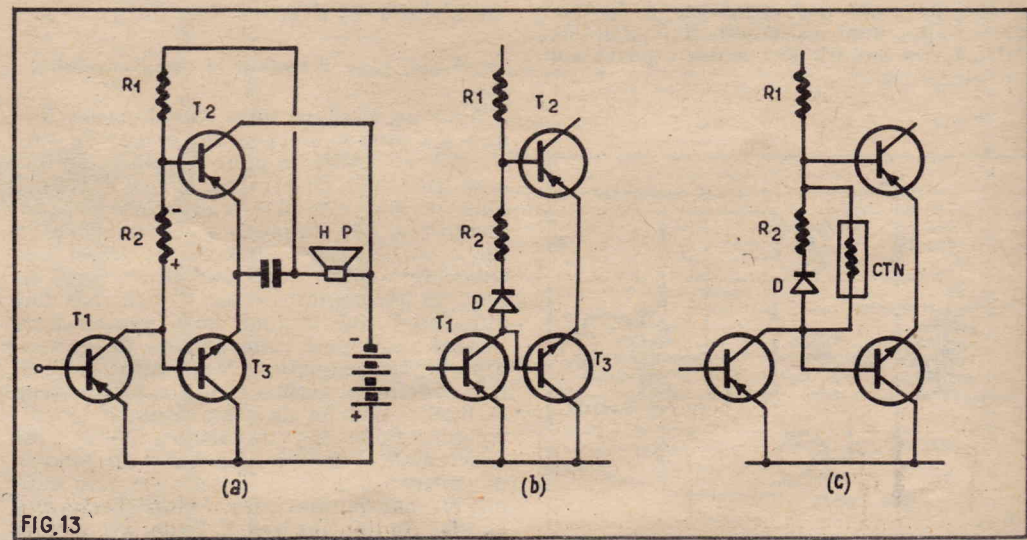 R1
T2
-
R2
+
H P
T1
T3
-
+
(a)
R1
T2
R2
D
T1
T3
(b)
R1
R2
D
CTN
(c)
FIG.13